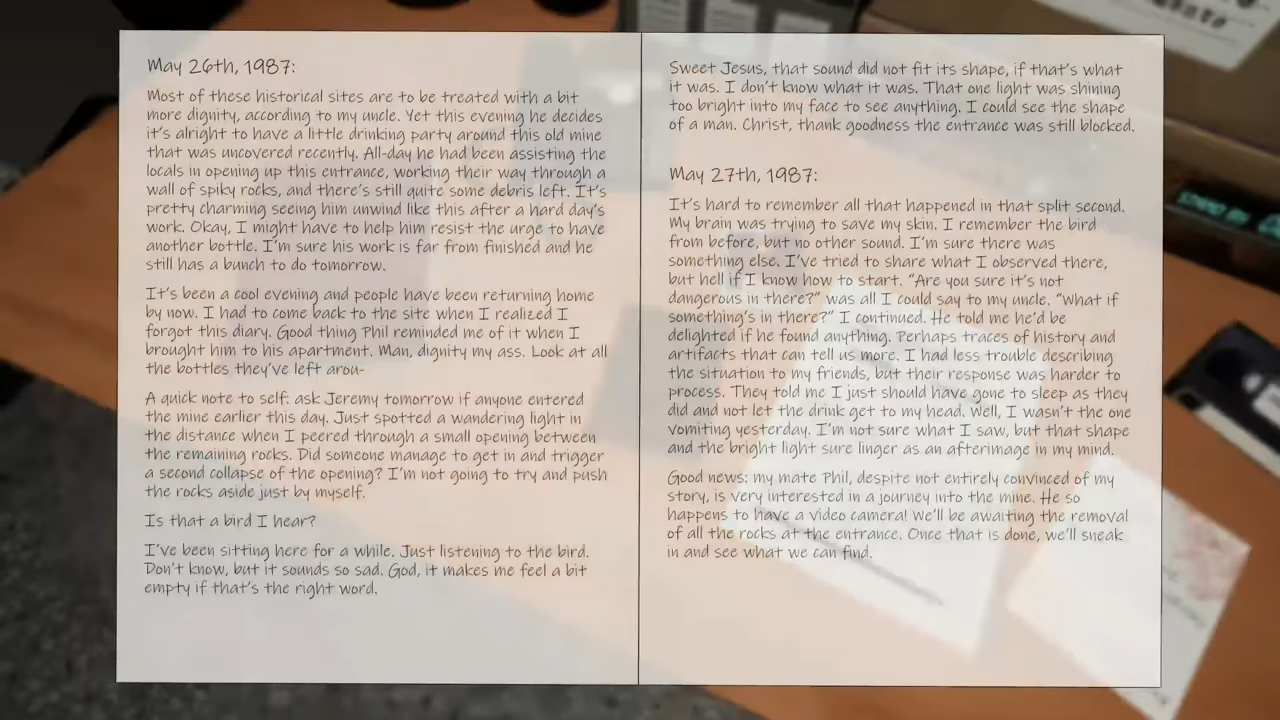 May 26th, 1987:
Most of these historical sites are to be treated with a bit
more dignity, according to my uncle. Yet this evening he decides
it's alright to have a little drinking party around this old mine
that was uncovered recently. All-day he had been assisting the
locals in opening up this entrance, working their way through a
wall of spiky rocks, and there's still quite some debris left. It's
pretty charming seeing him unwind like this after a hard day's
work. Okay, I might have to help him resist the urge to have
another bottle. I'm sure his work is far from finished and he
still has a bunch to do tomorrow.
It's been a cool evening and people have been returning home
by now. I had to come back to the site when I realized I
forgot this diary. Good thing Phil reminded me of it when I
brought him to his apartment. Man, dignity my ass. Look at all
the bottles they've left arou-
A quick note to self: ask Jeremy tomorrow if anyone entered
the mine earlier this day. Just spotted a wandering light in
the distance when I peered through a small opening between
the remaining rocks. Did someone manage to get in and trigger
a second collapse of the opening? I'm not going to try and push
the rocks aside just by myself.
Is that a bird I hear?
I've been sitting here for a while. Just listening to the bird.
Don't know, but it sounds so sad. God, it makes me feel a bit
empty if that's the right word.
Sweet Jesus, that sound did not fit its shape, if that's what
it was. I don't know what it was. That one light was shining
too bright into my face to see anything. I could see the shape
of a man. Christ, thank goodness the entrance was still blocked.
May 27th, 1987:
It's hard to remember all that happened in that split second.
My brain was trying to save my skin. I remember the bird
from before, but no other sound. I'm sure there was
something else. I've tried to share what I observed there,
but hell if I know how to start. "Are you sure it's not
dangerous in there?" was all I could say to my uncle. "What if
something's in there?" I continued. He told me he'd be
delighted if he found anything. Perhaps traces of history and
artifacts that can tell us more. I had less trouble describing
the situation to my friends, but their response was harder to
process. They told me I just should have gone to sleep as they
did and not let the drink get to my head. Well, I wasn't the one
vomiting yesterday. I'm not sure what I saw, but that shape
and the bright light sure linger as an afterimage in my mind.
Good news: my mate Phil, despite not entirely convinced of my
story, is very interested in a journey into the mine. He so
happens to have a video camera! We'll be awaiting the removal
of all the rocks at the entrance. Once that is done, we'll sneak
in and see what we can find.